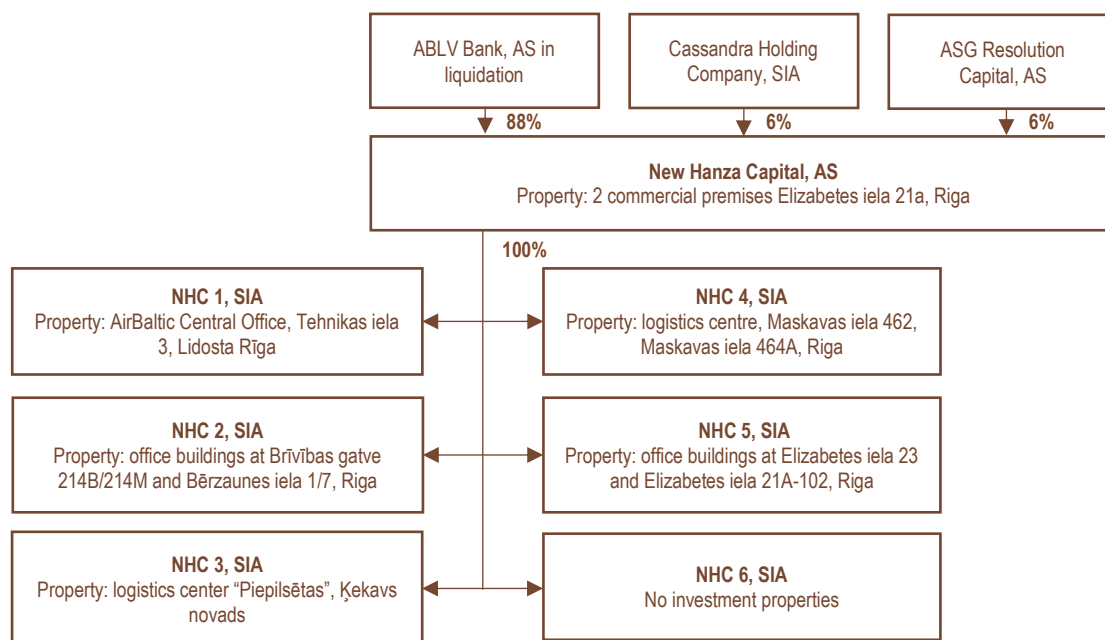 ABLV Bank, AS in
liquidation
Cassandra Holding
Company, SIA
ASG Resolution
Capital, AS
88%
6%
6%
New Hanza Capital, AS
Property: 2 commercial premises Elizabetes iela 21a, Riga
100%
NHC 1, SIA
Property: AirBaltic Central Office, Tehnikas iela
3, Lidosta Rīga
NHC 4, SIA
Property: logistics centre, Maskavas iela 462,
Maskavas iela 464A, Riga
NHC 2, SIA
Property: office buildings at Brīvības gatve
214B/214M and Bērzaunes iela 1/7, Riga
NHC 5, SIA
Property: office buildings at Elizabetes iela 23
and Elizabetes iela 21A-102, Riga
NHC 3, SIA
Property: logistics center “Piepilsētas”, Ķekavs
novads
NHC 6, SIA
No investment properties